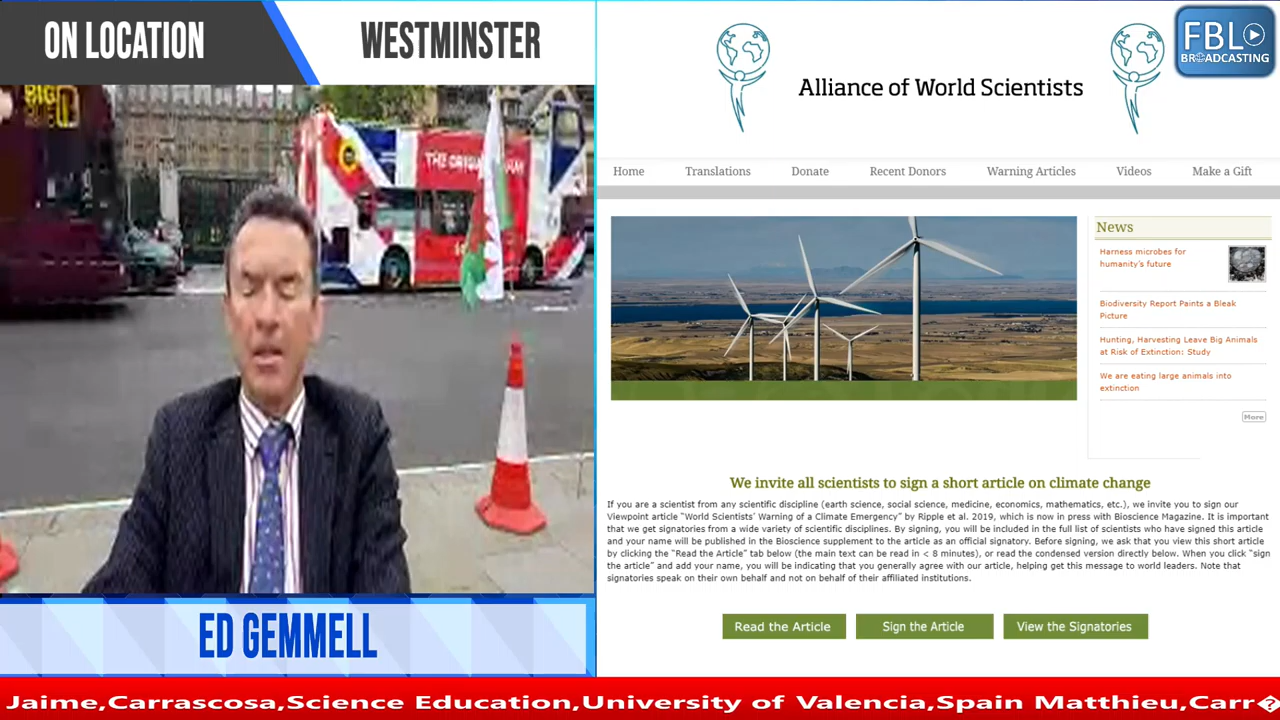 ON LOCATION
WESTMINSTER
BIG
THE ORIGINAL
ED GEMMELL
FBL
BROADCASTING
Alliance of World Scientists
Home Translations Donate Recent Donors Warning Articles Videos Make a Gift
News
Harness microbes for
humanity's future
Biodiversity Report Paints a Bleak
Picture
Hunting, Harvesting Leave Big Animals
at Risk of Extinction: Study
We are eating large animals into
extinction
More
We invite all scientists to sign a short article on climate change
If you are a scientist from any scientific discipline (earth science, social science, medicine, economics, mathematics, etc.), we invite you to sign our
Viewpoint article "World Scientists' Warning of a Climate Emergency" by Ripple et al. 2019, which is now in press with Bioscience Magazine. It is important
that we get signatories from a wide variety of scientific disciplines. By signing, you will be included in the full list of scientists who have signed this article
and your name will be published in the Bioscience supplement to the article as an official signatory. Before signing, we ask that you view this short article
by clicking the "Read the Article" tab below (the main text can be read in < 8 minutes), or read the condensed version directly below. When you click "sign
the article" and add your name, you will be indicating that you generally agree with our article, helping get this message to world leaders. Note that
signatories speak on their own behalf and not on behalf of their affiliated institutions.
Read the Article Sign the Article View the Signatories
Jaime,Carrascosa,Science Education,University of Valencia,Spain Matthieu,Carr�